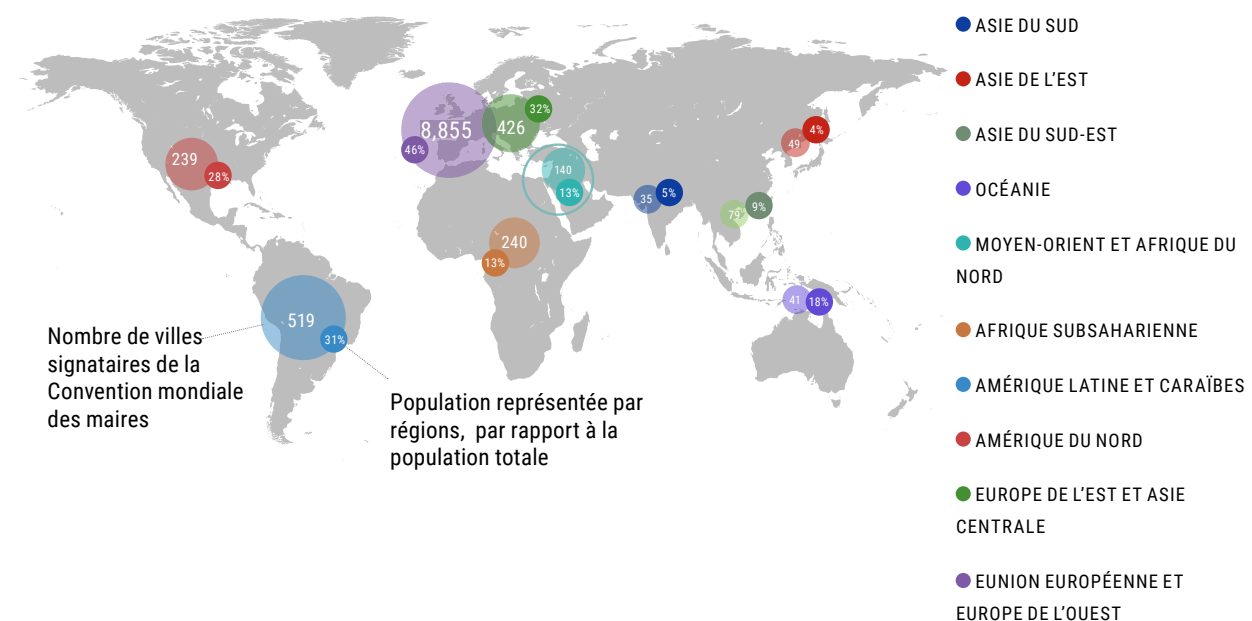 8,855
46%
426
32%
239
28%
140
13%
49
4%
35
5%
79
9%
240
13%
41
18%
519
31%
Nombre de villes
signataires de la
Convention mondiale
des maires
Population représentée par
régions, par rapport à la
population totale
ASIE DU SUD
ASIE DE L'EST
ASIE DU SUD-EST
OCÉANIE
MOYEN-ORIENT ET AFRIQUE DU
NORD
AFRIQUE SUBSAHARIENNE
AMÉRIQUE LATINE ET CARAÏBES
AMÉRIQUE DU NORD
EUROPE DE L'EST ET ASIE
CENTRALE
EUNION EUROPÉENNE ET
EUROPE DE L'OUEST